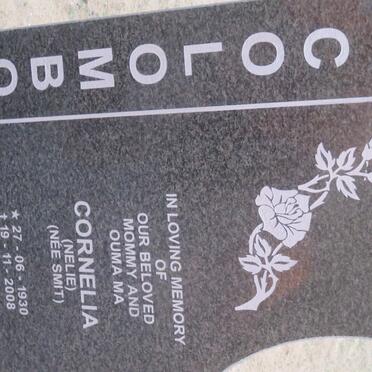 COLOMBO
IN LOVING MEMORY
OF
OUR BELOVED
MOMMY AND
OUMA MA
CORNELIA
(NELIE)
(NÉE SMIT)
★ 27 - 06 - 1930
† 19 - 11 - 2008